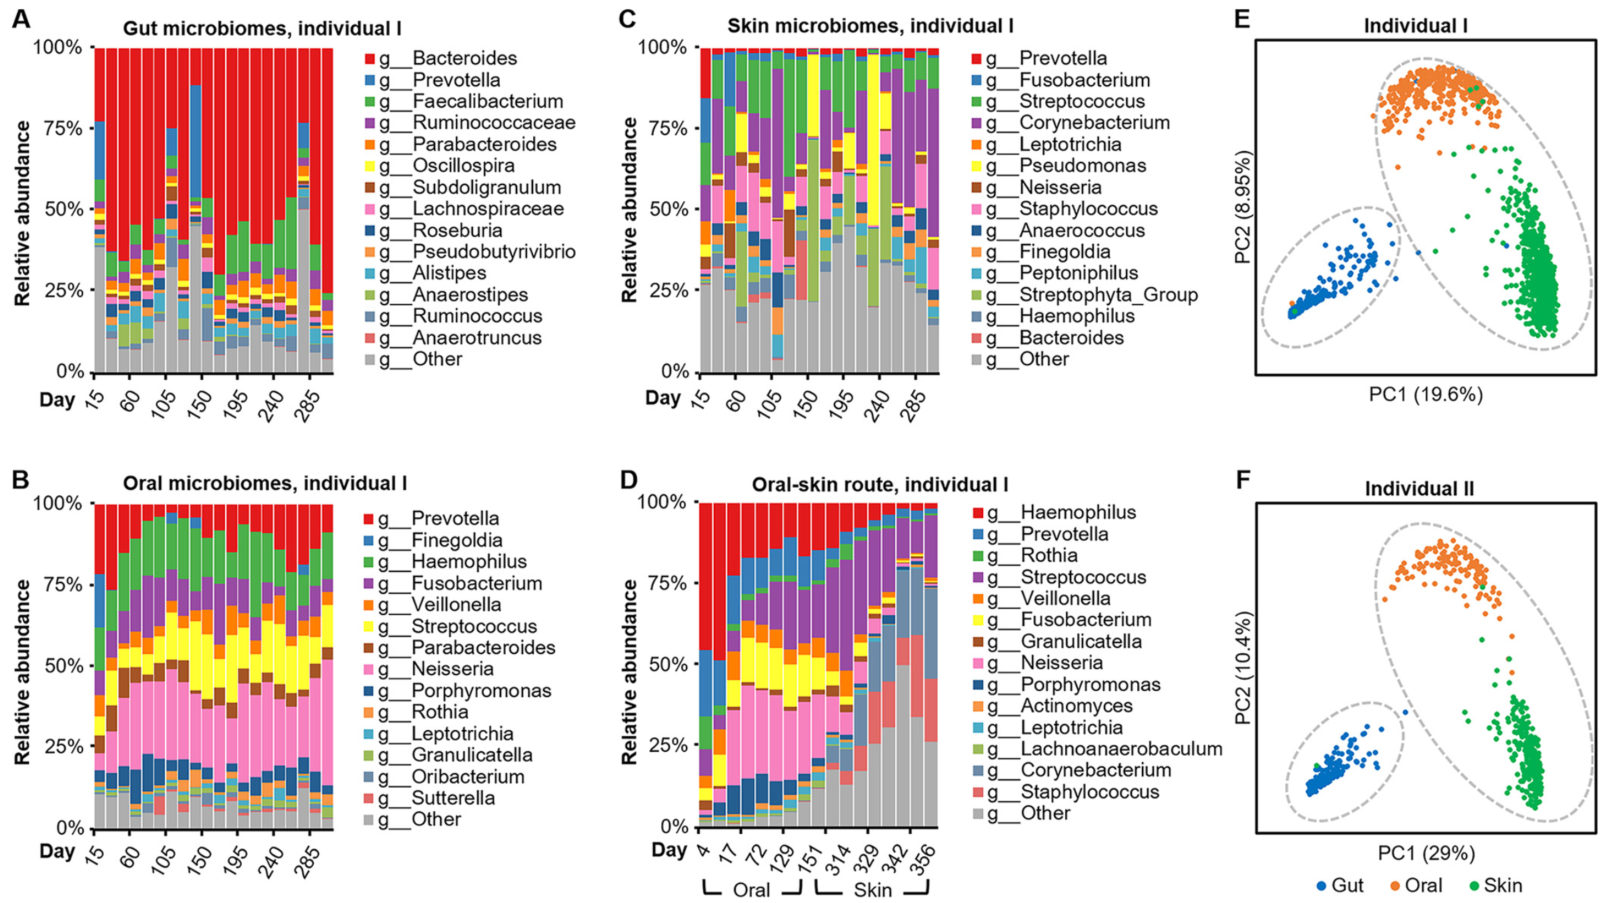 A
Gut microbiomes, individual I
100%
75%
50%
25%
0%
Relative abundance
Day
15
60
105
150
195
240
285
g__Bacteroides
g__Prevotella
g__Faecalibacterium
g__Ruminococcaceae
g__Parabacteroides
g__Oscillospira
g__Subdoligranulum
g__Lachnospiraceae
g__Roseburia
g__Pseudobutyrivibrio
g__Alistipes
g__Anaerostipes
g__Ruminococcus
g__Anaerotruncus
g__Other
B
Oral microbiomes, individual I
100%
75%
50%
25%
0%
Relative abundance
Day
15
60
105
150
195
240
285
g__Prevotella
g__Finegoldia
g__Haemophilus
g__Fusobacterium
g__Veillonella
g__Streptococcus
g__Parabacteroides
g__Neisseria
g__Porphyromonas
g__Rothia
g__Leptotrichia
g__Granulicatella
g__Oribacterium
g__Sutterella
g__Other
C
Skin microbiomes, individual I
100%
75%
50%
25%
0%
Relative abundance
Day
15
60
105
150
195
240
285
g__Prevotella
g__Fusobacterium
g__Streptococcus
g__Corynebacterium
g__Leptotrichia
g__Pseudomonas
g__Neisseria
g__Staphylococcus
g__Anaerococcus
g__Finegoldia
g__Peptoniphilus
g__Streptophyta_Group
g__Haemophilus
g__Bacteroides
g__Other
D
Oral-skin route, individual I
100%
75%
50%
25%
0%
Relative abundance
Day
4
17
72
129
151
314
329
342
356
Oral
Skin
g__Haemophilus
g__Prevotella
g__Rothia
g__Streptococcus
g__Veillonella
g__Fusobacterium
g__Granulicatella
g__Neisseria
g__Porphyromonas
g__Actinomyces
g__Leptotrichia
g__Lachnoanaerobaculum
g__Corynebacterium
g__Staphylococcus
g__Other
E
Individual I
PC2 (8.95%)
PC1 (19.6%)
F
Individual II
PC2 (10.4%)
PC1 (29%)
Gut
Oral
Skin